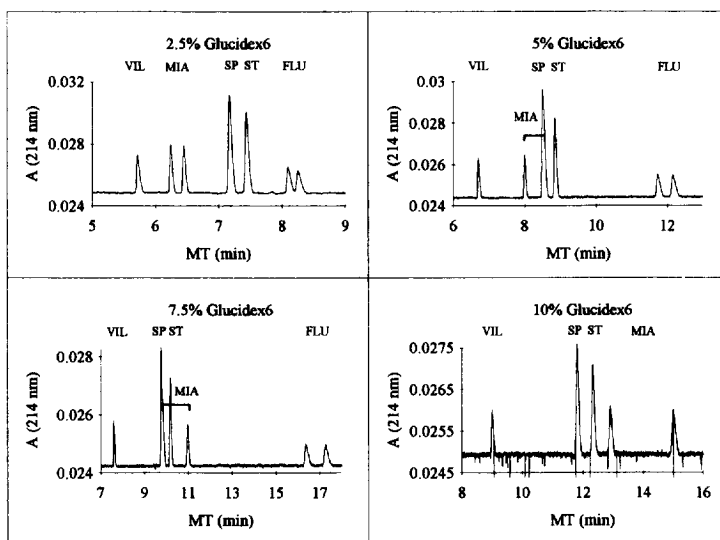 2.5% Glucidex6
VIL MIA SP ST FLU
0.032
0.028
0.024
A (214 nm)
5 6 7 8 9
MT (min)
5% Glucidex6
VIL SP ST FLU
MIA
0.03
0.028
0.026
0.024
A (214 nm)
6 8 10 12
MT (min)
7.5% Glucidex6
VIL SP ST FLU
MIA
0.028
0.026
0.024
A (214 nm)
7 9 11 13 15 17
MT (min)
10% Glucidex6
VIL SP ST MIA
0.0275
0.0265
0.0255
0.0245
A (214 nm)
8 10 12 14 16
MT (min)